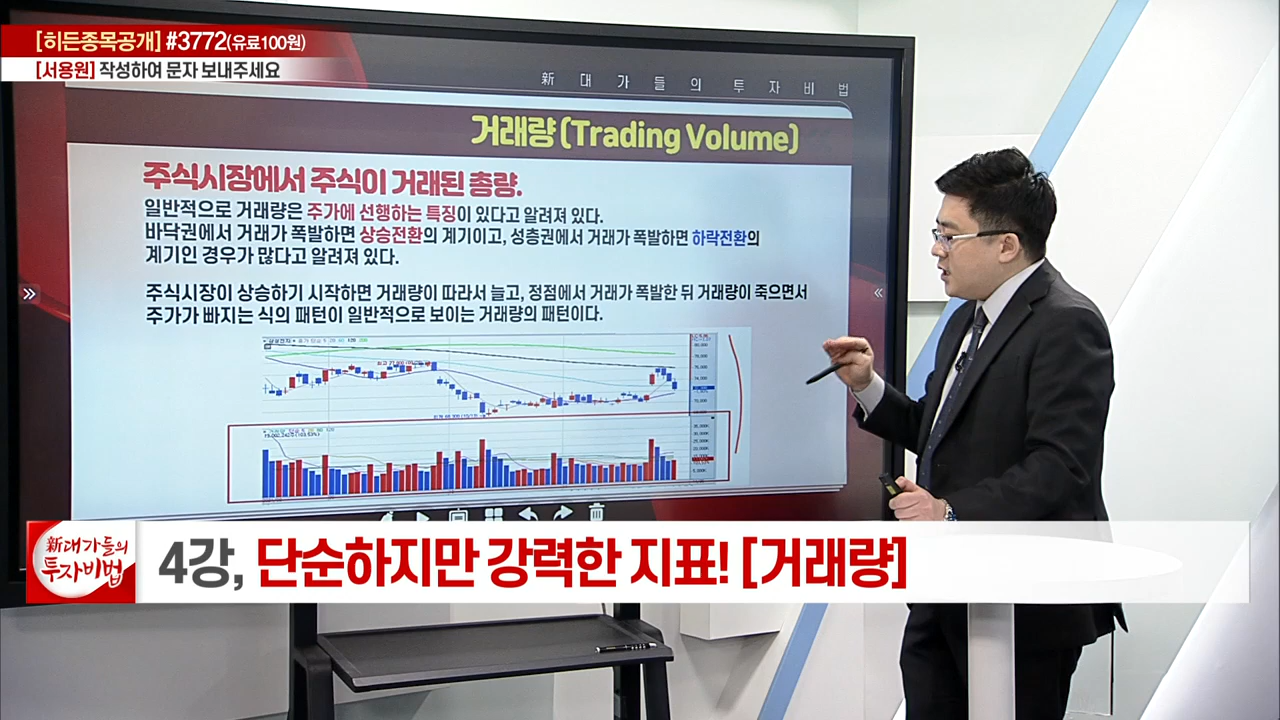 [히든종목공개] #3772(유료100원)
[서용원] 작성하여 문자 보내주세요
新 대 가 들 의 투 자 비 법
거래량 (Trading Volume)
주식시장에서 주식이 거래된 총량.
일반적으로 거래량은 주가에 선행하는 특징이 있다고 알려져 있다.
바닥권에서 거래가 폭발하면 상승전환의 계기이고, 성층권에서 거래가 폭발하면 하락전환의
계기인 경우가 많다고 알려져 있다.
주식시장이 상승하기 시작하면 거래량이 따라서 늘고, 정점에서 거래가 폭발한 뒤 거래량이 죽으면서
주가가 빠지는 식의 패턴이 일반적으로 보이는 거래량의 패턴이다.
新대가들의
투자비법
4강, 단순하지만 강력한 지표! [거래량]